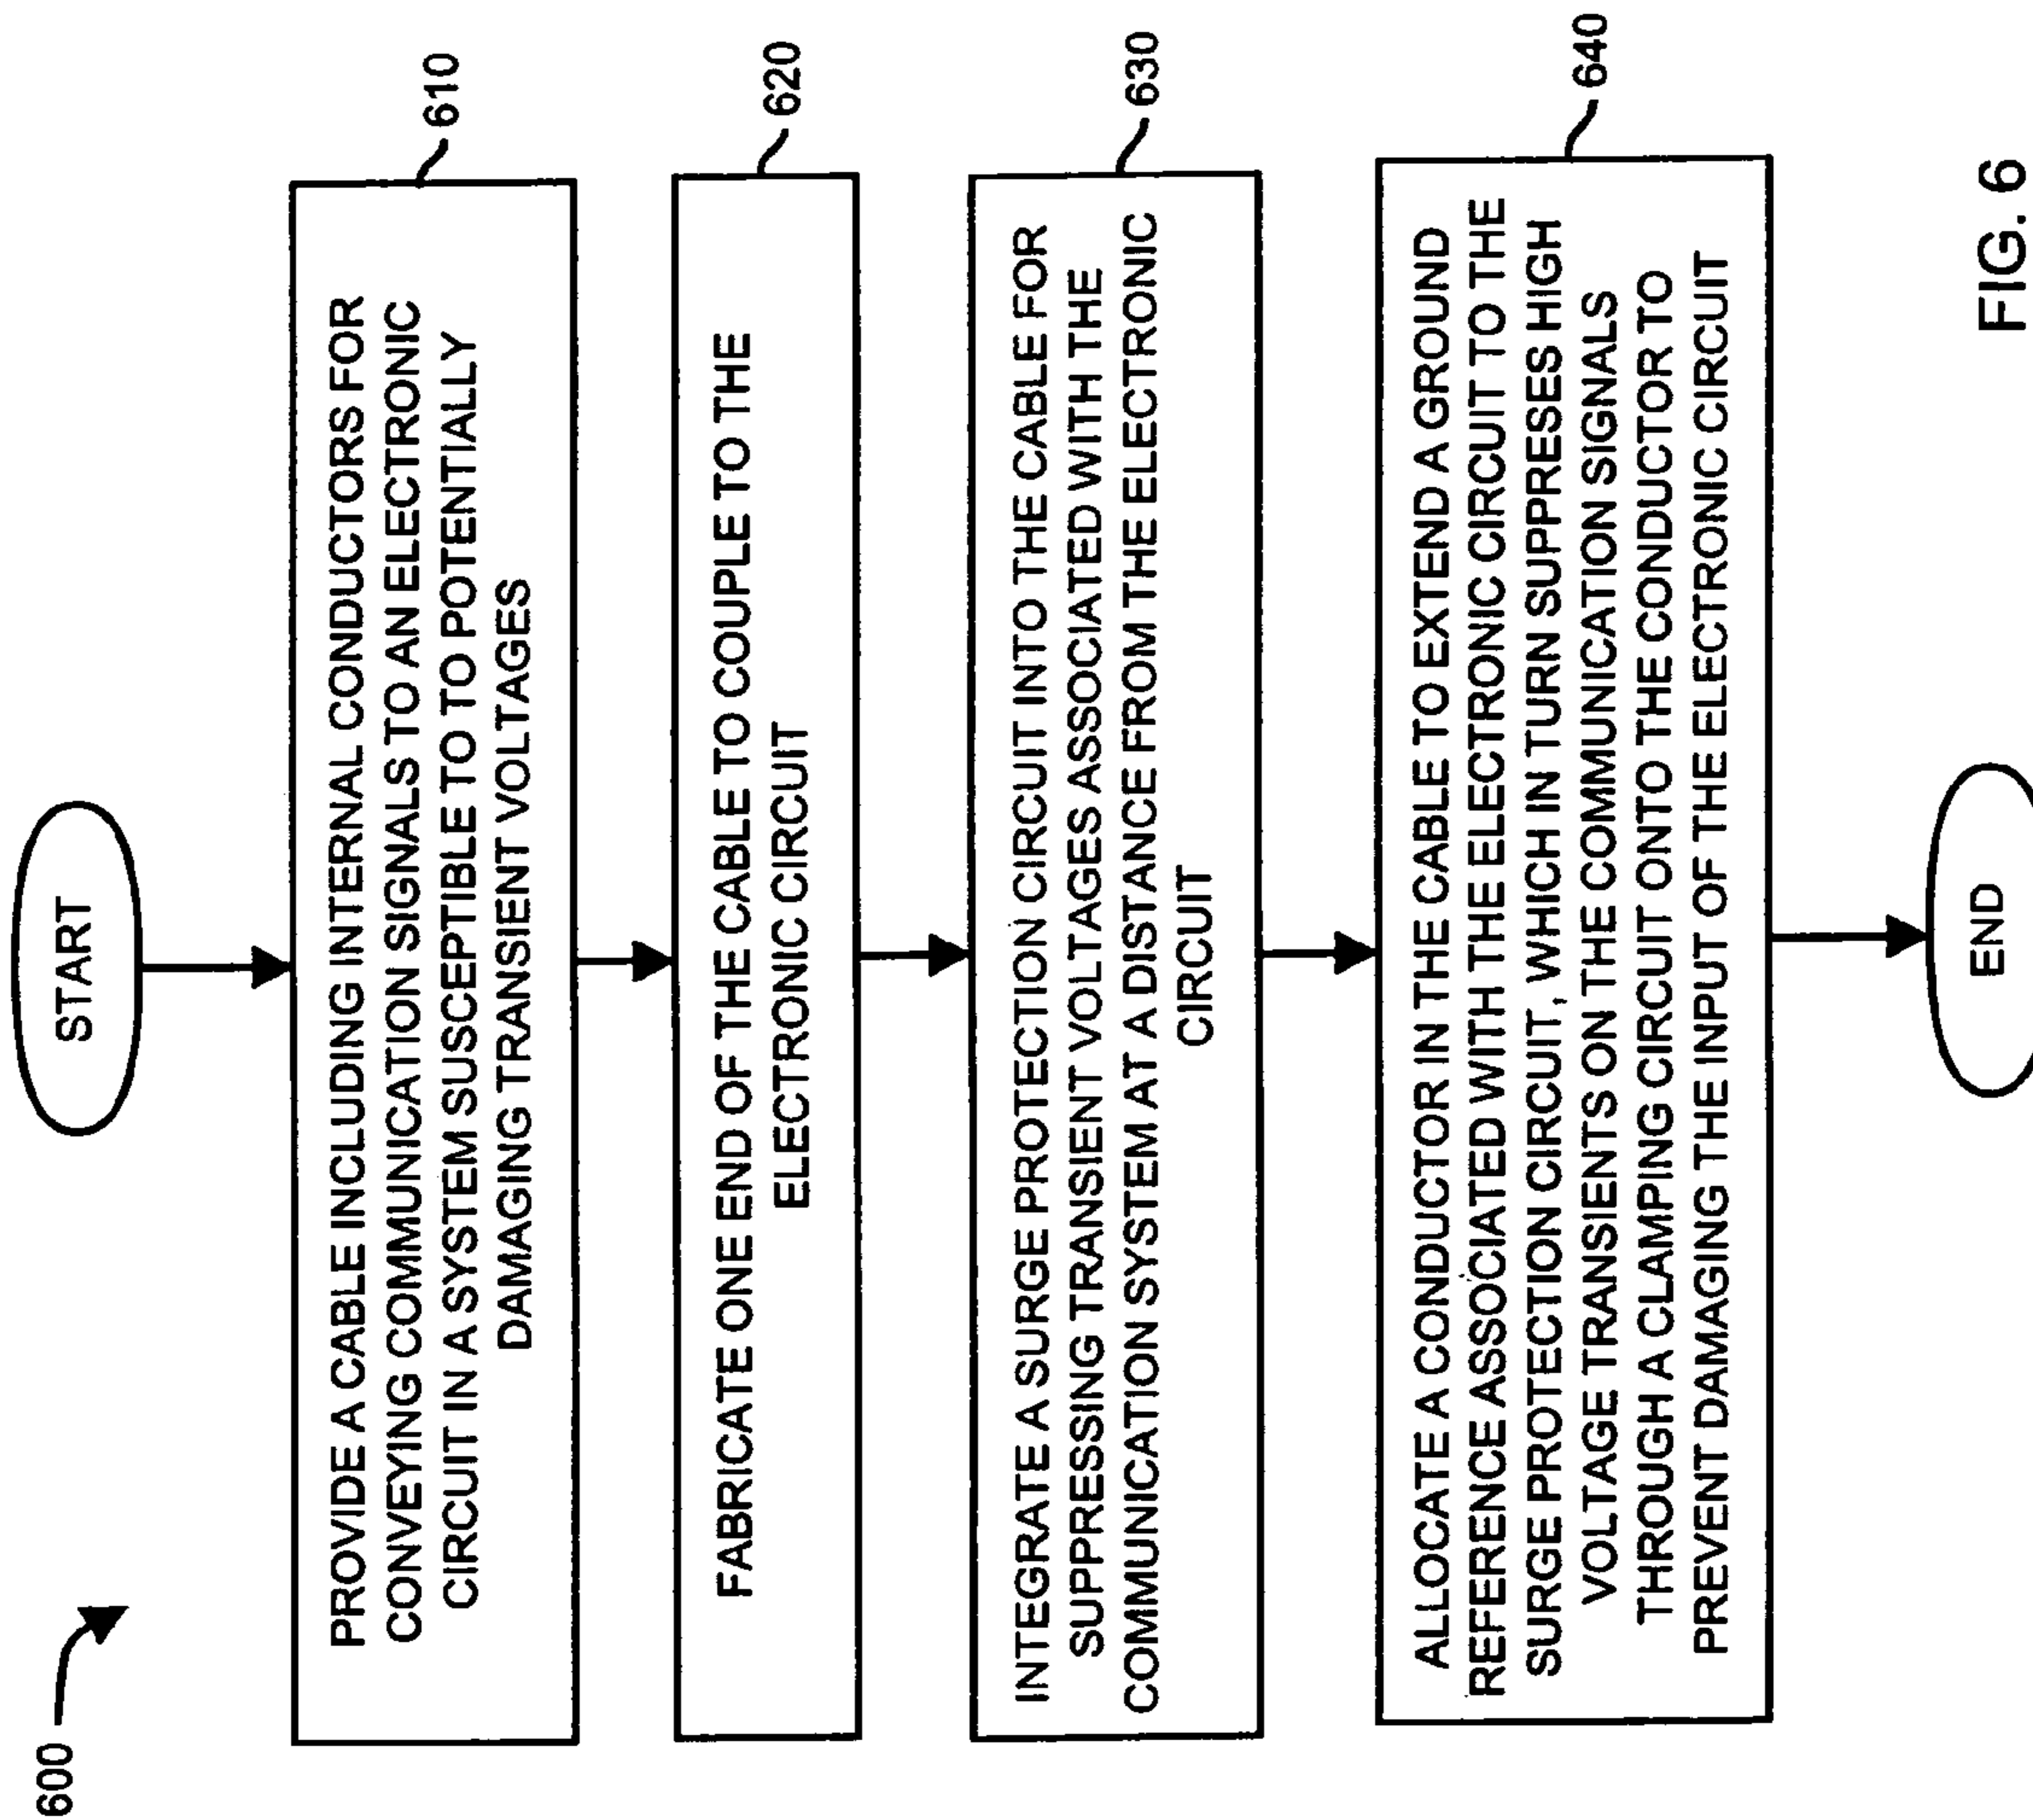 600
START
PROVIDE A CABLE INCLUDING INTERNAL CONDUCTORS FOR
CONVEYING COMMUNICATION SIGNALS TO AN ELECTRONIC
CIRCUIT IN A SYSTEM SUSCEPTIBLE TO TO POTENTIALLY
DAMAGING TRANSIENT VOLTAGES
610
FABRICATE ONE END OF THE CABLE TO COUPLE TO THE
ELECTRONIC CIRCUIT
620
INTEGRATE A SURGE PROTECTION CIRCUIT INTO THE CABLE FOR
SUPPRESSING TRANSIENT VOLTAGES ASSOCIATED WITH THE
COMMUNICATION SYSTEM AT A DISTANCE FROM THE ELECTRONIC
CIRCUIT
630
ALLOCATE A CONDUCTOR IN THE CABLE TO EXTEND A GROUND
REFERENCE ASSOCIATED WITH THE ELECTRONIC CIRCUIT TO THE
SURGE PROTECTION CIRCUIT, WHICH IN TURN SUPPRESES HIGH
VOLTAGE TRANSIENTS ON THE COMMUNICATION SIGNALS
THROUGH A CLAMPING CIRCUIT ONTO THE CONDUCTOR TO
PREVENT DAMAGING THE INPUT OF THE ELECTRONIC CIRCUIT
640
END
FIG. 6